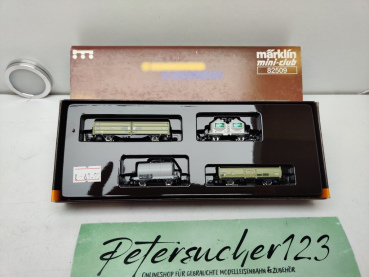 märklin
mini-club
82509
Petersucher123
ONLINESHOP FÜR GEBRAUCHTE MODELLEISENBAHN & ZUBEHÖR